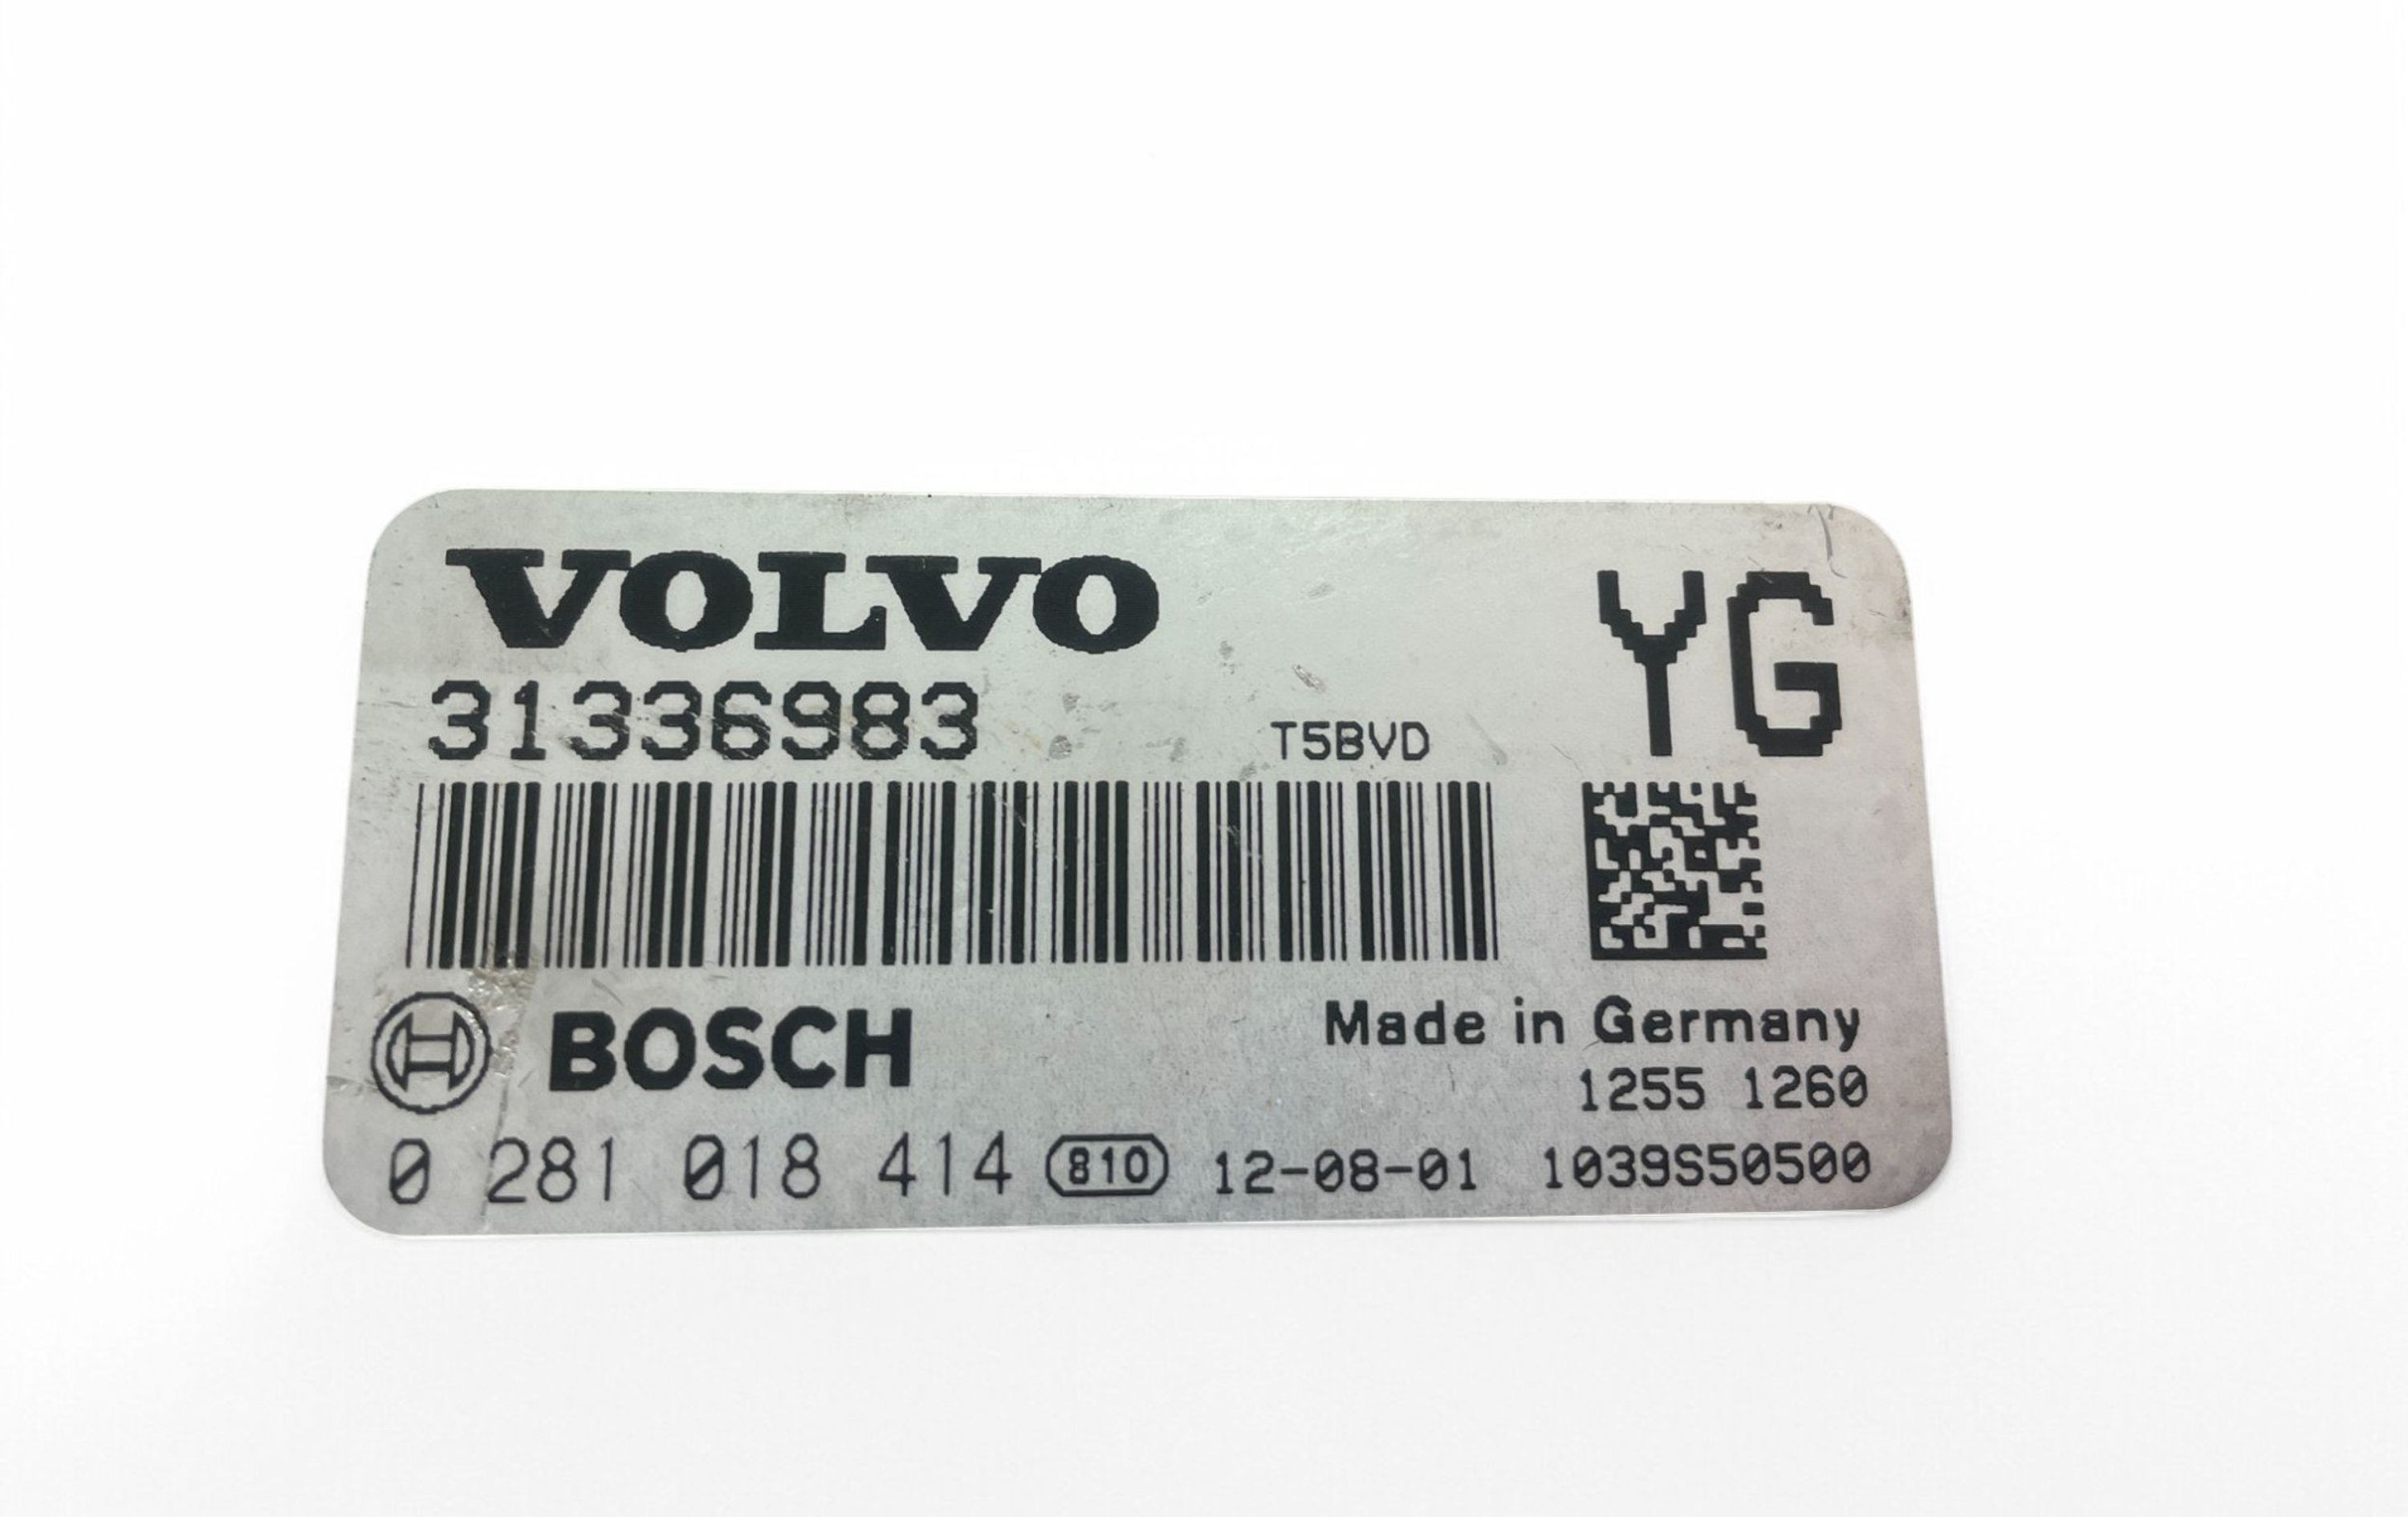 VOLVO YG
31336983 T5BVD
BOSCH Made in Germany
1255 1260
0 281 018 414 810 12-08-01 1039S50500